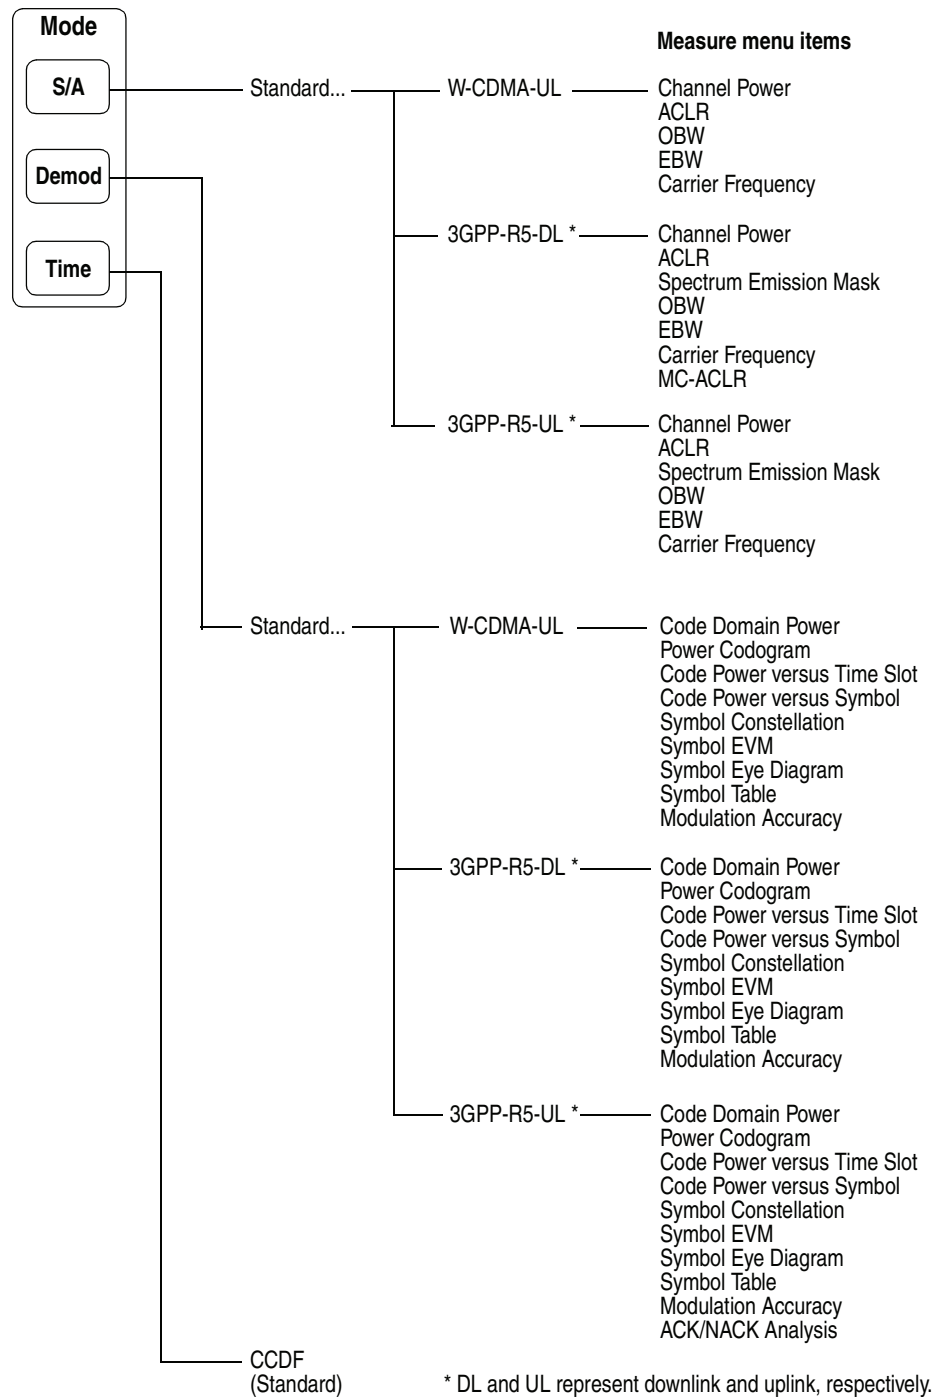 Mode
Measure menu items
S/A
Standard...
W-CDMA-UL
Channel Power
ACLR
OBW
EBW
Carrier Frequency
Demod
Time
3GPP-R5-DL *
Channel Power
ACLR
Spectrum Emission Mask
OBW
EBW
Carrier Frequency
MC-ACLR
3GPP-R5-UL *
Channel Power
ACLR
Spectrum Emission Mask
OBW
EBW
Carrier Frequency
Standard...
W-CDMA-UL
Code Domain Power
Power Codogram
Code Power versus Time Slot
Code Power versus Symbol
Symbol Constellation
Symbol EVM
Symbol Eye Diagram
Symbol Table
Modulation Accuracy
3GPP-R5-DL *
Code Domain Power
Power Codogram
Code Power versus Time Slot
Code Power versus Symbol
Symbol Constellation
Symbol EVM
Symbol Eye Diagram
Symbol Table
Modulation Accuracy
3GPP-R5-UL *
Code Domain Power
Power Codogram
Code Power versus Time Slot
Code Power versus Symbol
Symbol Constellation
Symbol EVM
Symbol Eye Diagram
Symbol Table
Modulation Accuracy
ACK/NACK Analysis
CCDF
(Standard)
* DL and UL represent downlink and uplink, respectively.